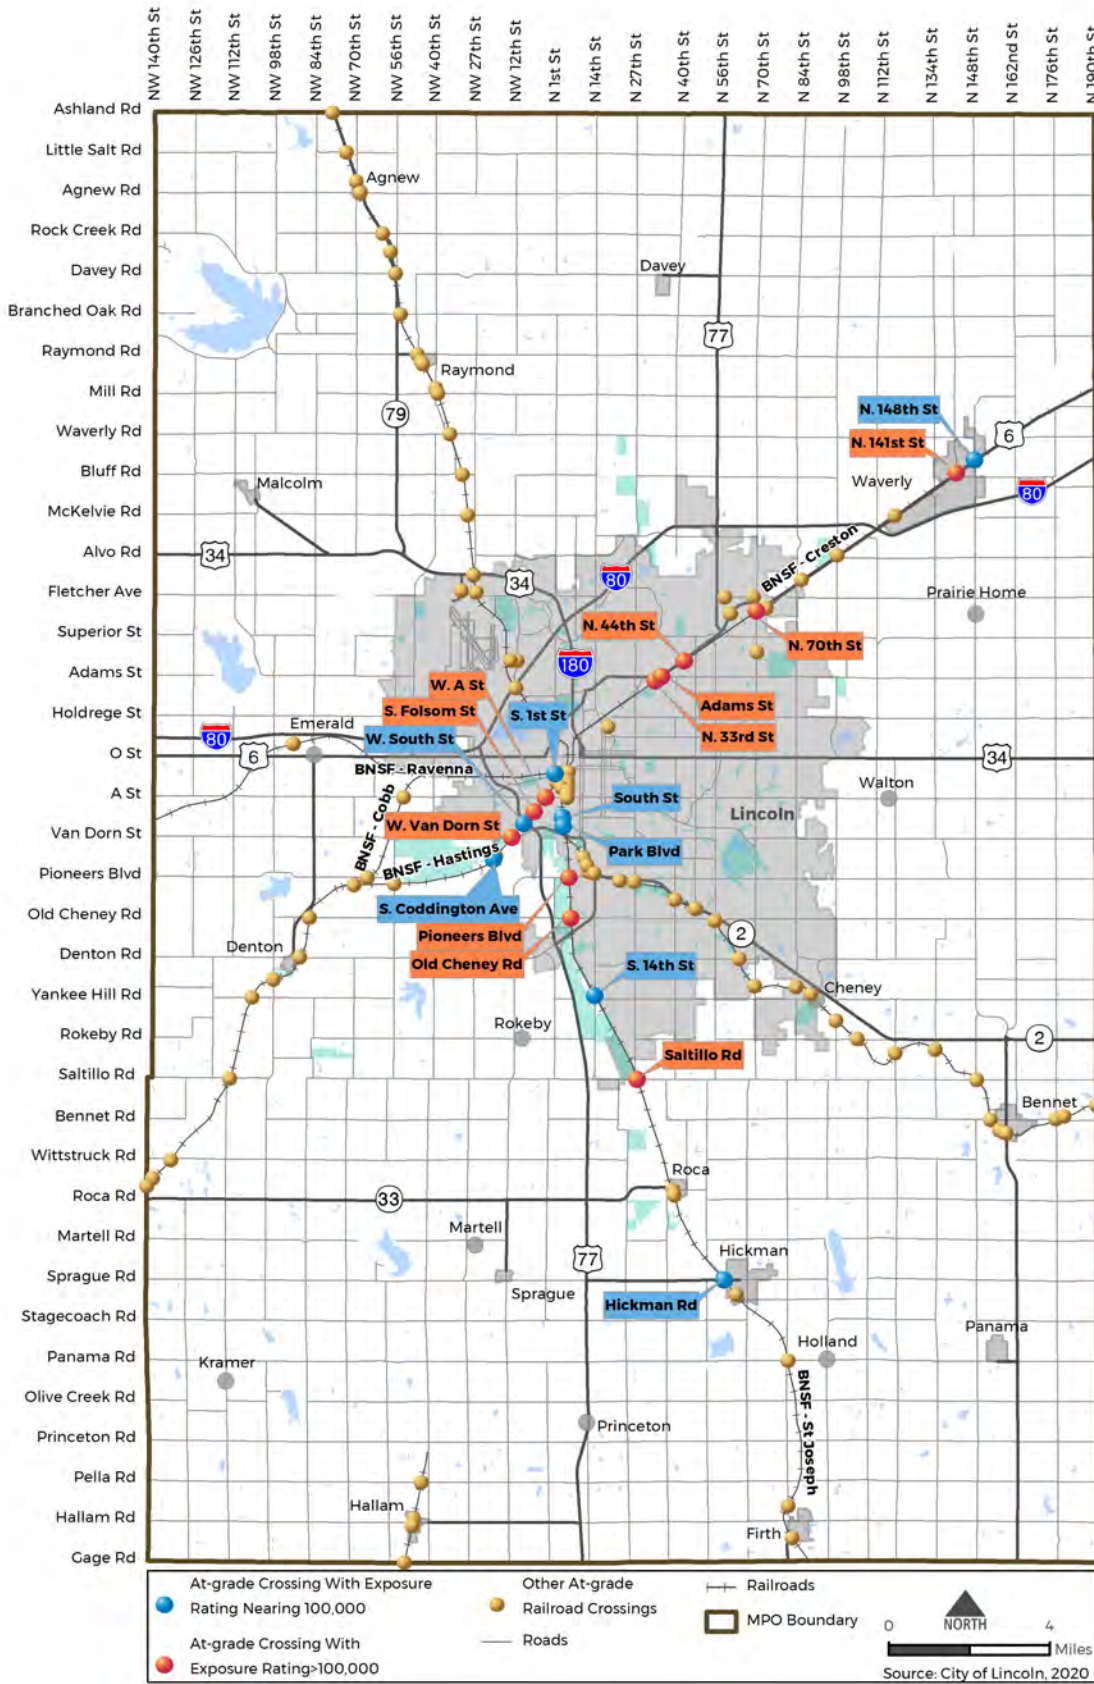 NW 140th St
NW 126th St
NW 112th St
NW 98th St
NW 84th St
NW 70th St
NW 56th St
NW 40th St
NW 27th St
NW 12th St
N 1st St
N 14th St
N 27th St
N 40th St
N 56th St
N 70th St
N 84th St
N 98th St
N 112th St
N 134th St
N 148th St
N 162nd St
N 176th St
N 190th St
Ashland Rd
Little Salt Rd
Agnew
Agnew Rd
Rock Creek Rd
Davey
Davey Rd
Branched Oak Rd
77
Raymond Rd
Raymond
Mill Rd
79
N. 148th St
6
Waverly Rd
N. 141st St
Bluff Rd
Malcolm
Waverly
80
McKelvie Rd
BNSF - Creston
Alvo Rd
34
34
80
Fletcher Ave
Prairie Home
N. 44th St
Superior St
N. 70th St
180
Adams St
W. A St
Adams St
S. Folsom St
S. 1st St
Holdrege St
Emerald
N. 33rd St
80
W. South St
O St
6
34
BNSF - Ravenna
Walton
A St
BNSF - Cobb
South St
Lincoln
W. Van Dorn St
Van Dorn St
Park Blvd
BNSF - Hastings
Pioneers Blvd
S. Coddington Ave
Old Cheney Rd
Pioneers Blvd
2
Denton
Old Cheney Rd
Denton Rd
S. 14th St
Cheney
Yankee Hill Rd
Rokeby
Rokeby Rd
2
Saltillo Rd
Saltillo Rd
Bennet
Bennet Rd
Wittstruck Rd
Roca
Roca Rd
33
Martell
Martell Rd
Hickman
77
Sprague Rd
Sprague
Hickman Rd
Stagecoach Rd
Panama
Holland
Panama Rd
Kramer
BNSF - St Joseph
Olive Creek Rd
Princeton
Princeton Rd
Pella Rd
Hallam
Hallam Rd
Firth
Gage Rd
At-grade Crossing With Exposure
Rating Nearing 100,000
At-grade Crossing With
Exposure Rating>100,000
Other At-grade
Railroad Crossings
Roads
Railroads
MPO Boundary
NORTH
0 4
Miles
Source: City of Lincoln, 2020